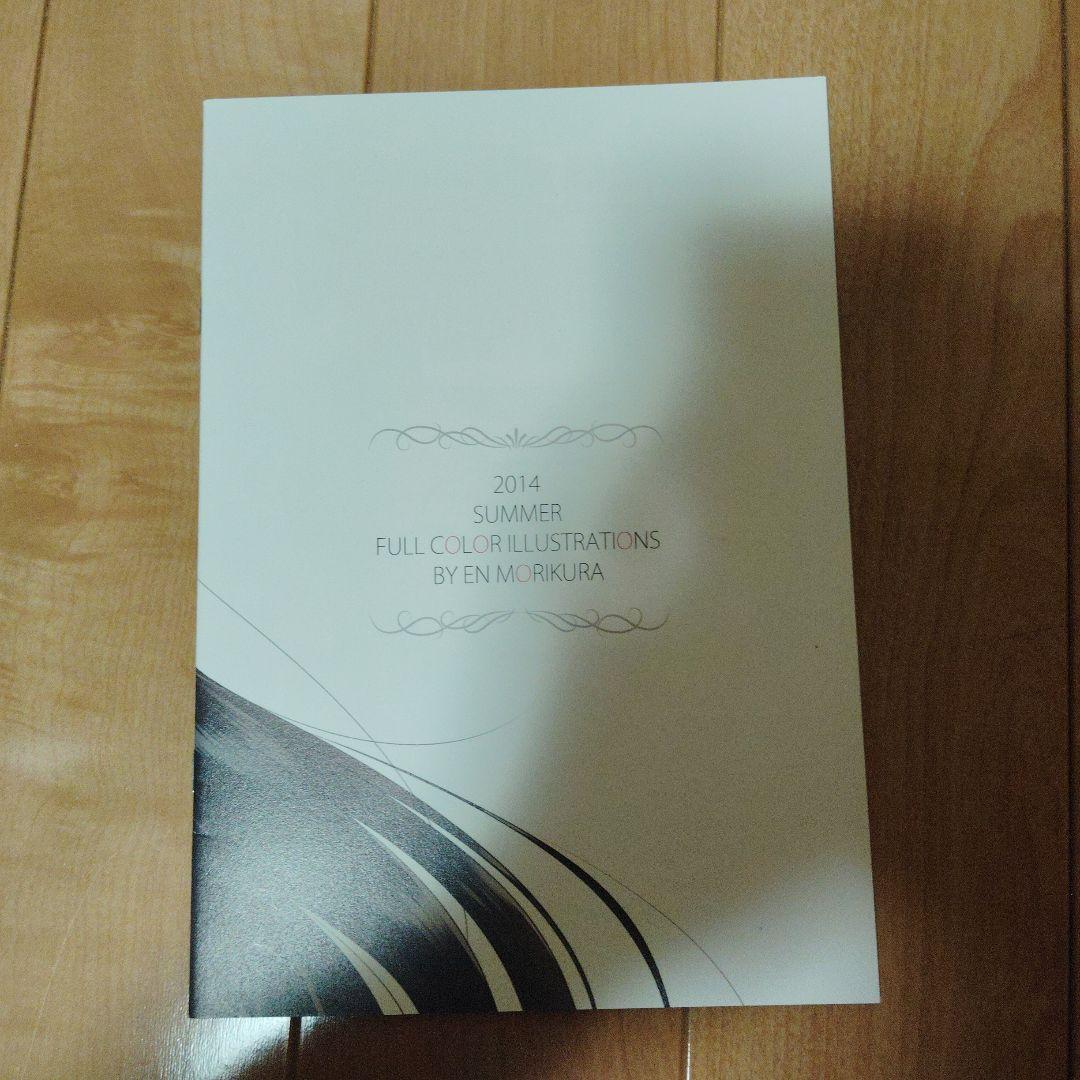 2014
SUMMER
FULL COLOR ILLUSTRATIONS
BY EN MORIKURA